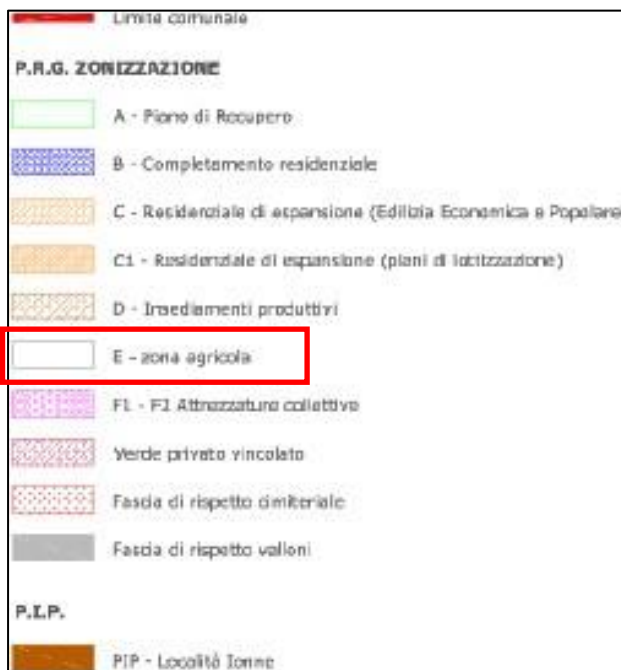 Limite comunale
P.R.G. ZONIZZAZIONE
A - Piano di Recupero
B - Completamento residenziale
C - Residenziale di espansione (Edilizia Economica e Popolare
C1 - Residenziale di espansione (piani di lottizzazione)
D - Insediamenti produttivi
E - zona agricola
F1 - F2 Attrezzature collettive
Verde privato vincolato
Fascia di rispetto cimiteriale
Fascia di rispetto valloni
P.I.P.
PIP - Località Ionne